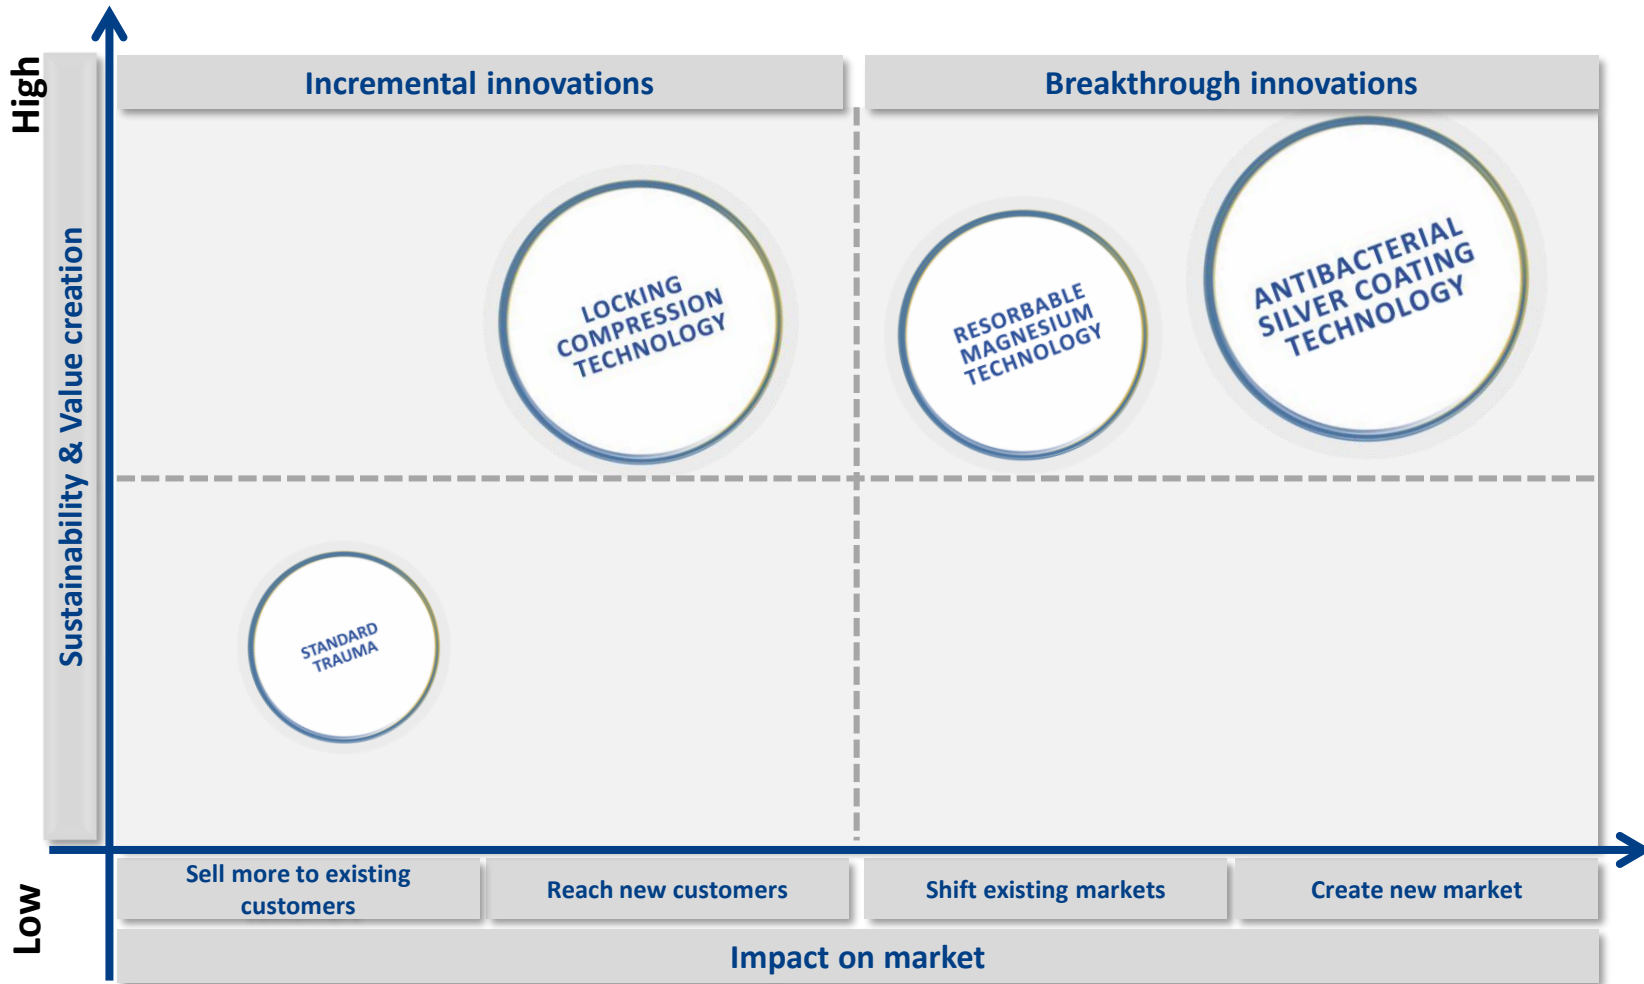 High
Incremental innovations
Breakthrough innovations
Sustainability & Value creation
LOCKING
COMPRESSION
TECHNOLOGY
RESORBABLE
MAGNESIUM
TECHNOLOGY
ANTIBACTERIAL
SILVER COATING
TECHNOLOGY
STANDARD
TRAUMA
Low
Sell more to existing
customers
Reach new customers
Shift existing markets
Create new market
Impact on market